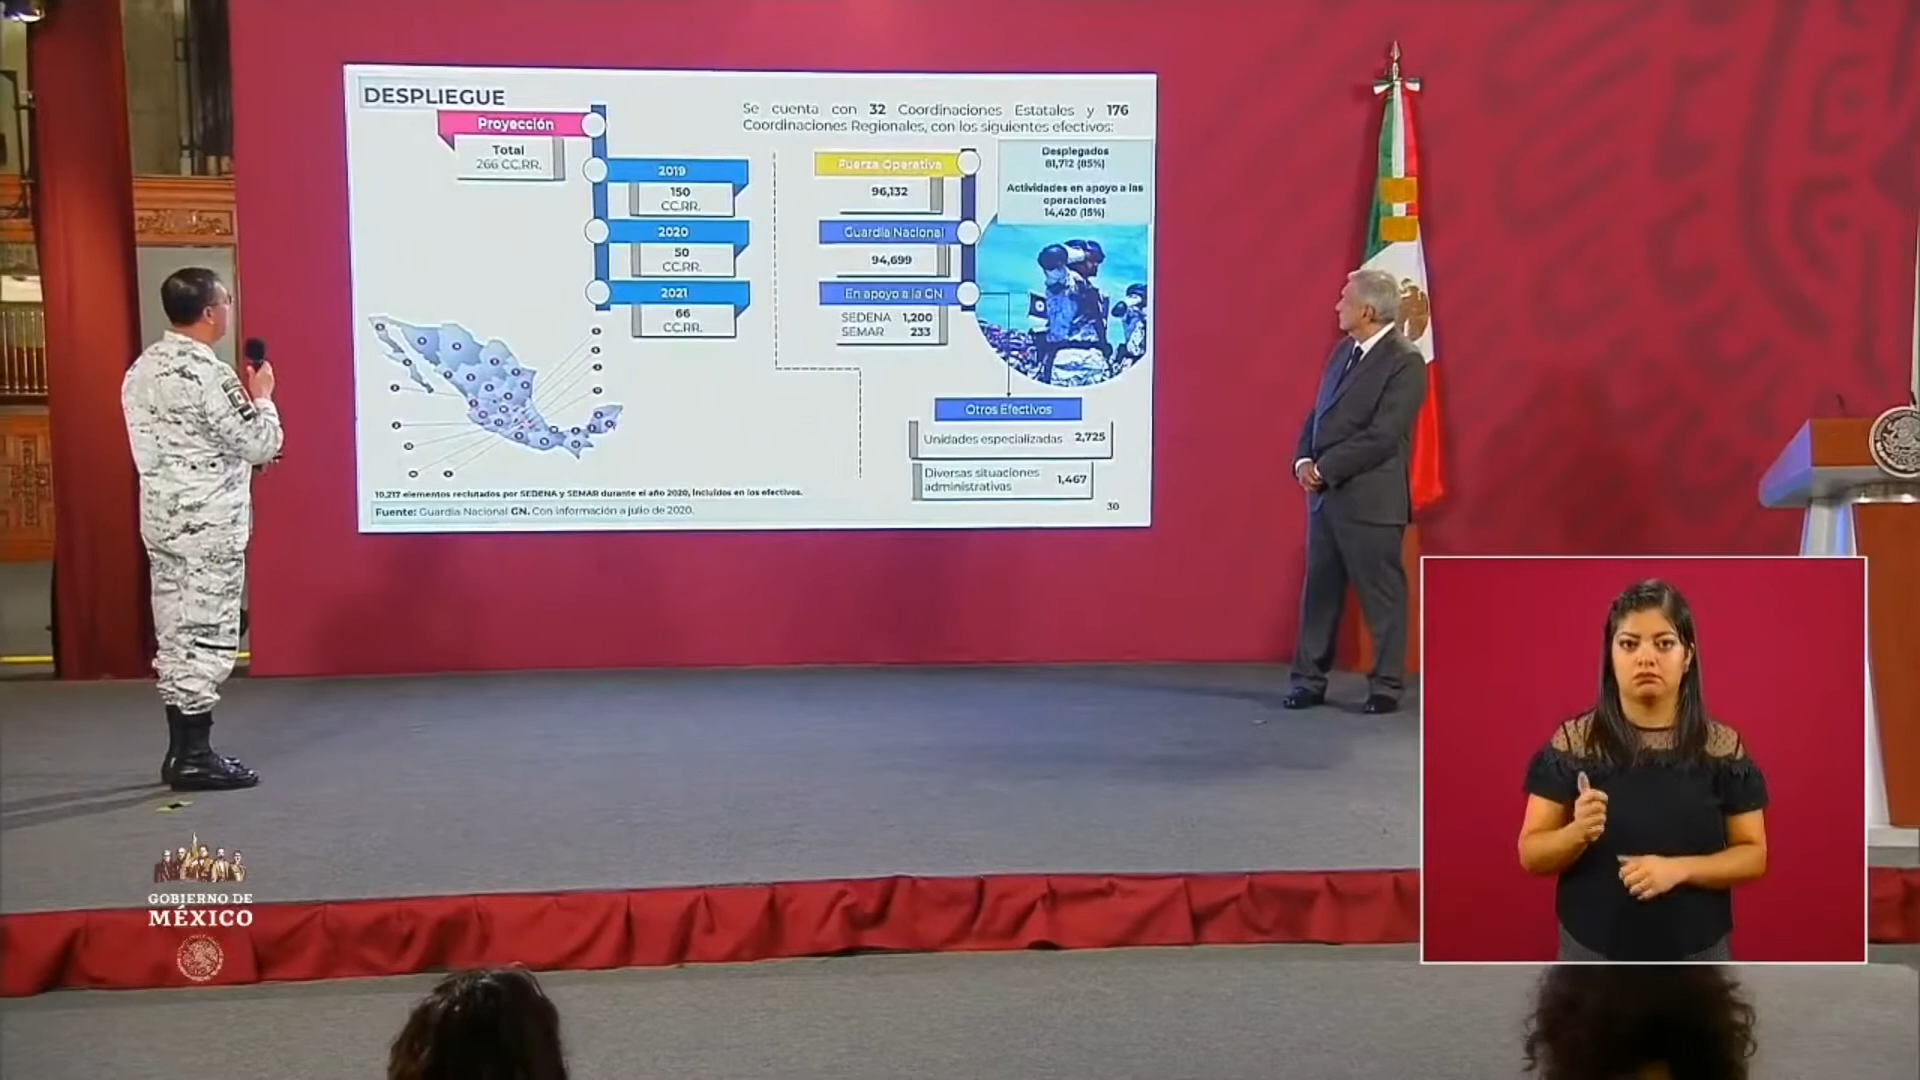 DESPLIEGUE
Proyección
Total
266 CC.RR.
2019
150
CC.RR.
2020
50
CC.RR.
2021
66
CC.RR.
Se cuenta con 32 Coordinaciones Estatales y 176
Coordinaciones Regionales, con los siguientes efectivos:
Fuerza Operativa
96,132
Guardia Nacional
94,699
En apoyo a la GN
SEDENA 1,200
SEMAR 233
Desplegados
81,712 (85%)
Actividades en apoyo a las
operaciones
14,420 (15%)
Otros Efectivos
Unidades especializadas 2,725
Diversas situaciones
administrativas 1,467
10,217 elementos reclutados por SEDENA y SEMAR durante el año 2020, incluidos en los efectivos.
Fuente: Guardia Nacional GN. Con información a julio de 2020.
30
GOBIERNO DE
MÉXICO